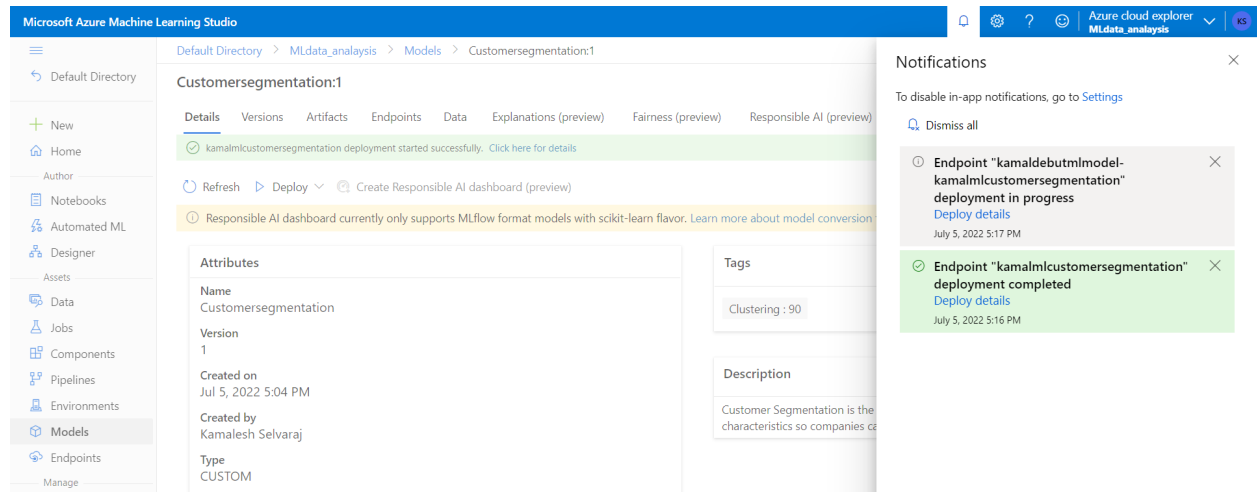 Microsoft Azure Machine Learning Studio
Azure cloud explorer
MLdata_analaysis
KS
Default Directory
New
Home
Author
Notebooks
Automated ML
Designer
Assets
Data
Jobs
Components
Pipelines
Environments
Models
Endpoints
Manage
Default Directory > MLdata_analaysis > Models > Customersegmentation:1
Customersegmentation:1
Details Versions Artifacts Endpoints Data Explanations (preview) Fairness (preview) Responsible AI (preview)
kamalmlcustomersegmentation deployment started successfully. Click here for details
Refresh Deploy Create Responsible AI dashboard (preview)
Responsible AI dashboard currently only supports MLflow format models with scikit-learn flavor. Learn more about model conversion
Attributes
Name
Customersegmentation
Version
1
Created on
Jul 5, 2022 5:04 PM
Created by
Kamalesh Selvaraj
Type
CUSTOM
Tags
Clustering : 90
Description
Customer Segmentation is the
characteristics so companies ca
Notifications
To disable in-app notifications, go to Settings
Dismiss all
Endpoint "kamaldebutmlmodel-
kamalmlcustomersegmentation"
deployment in progress
Deploy details
July 5, 2022 5:17 PM
Endpoint "kamalmlcustomersegmentation"
deployment completed
Deploy details
July 5, 2022 5:16 PM